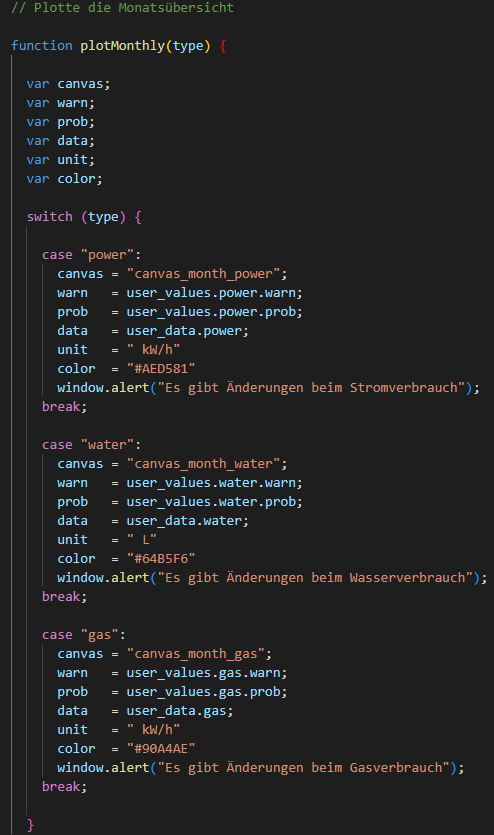 // Plotte die Monatsübersicht
function plotMonthly(type) {
var canvas;
var warn;
var prob;
var data;
var unit;
var color;
switch (type) {
case "power":
canvas = "canvas_month_power";
warn   = user_values.power.warn;
prob   = user_values.power.prob;
data   = user_data.power;
unit   = " kW/h"
color  = "#AED581"
window.alert("Es gibt Änderungen beim Stromverbrauch");
break;
case "water":
canvas = "canvas_month_water";
warn   = user_values.water.warn;
prob   = user_values.water.prob;
data   = user_data.water;
unit   = " L"
color  = "#64B5F6"
window.alert("Es gibt Änderungen beim Wasserverbrauch");
break;
case "gas":
canvas = "canvas_month_gas";
warn   = user_values.gas.warn;
prob   = user_values.gas.prob;
data   = user_data.gas;
unit   = " kW/h"
color  = "#90A4AE"
window.alert("Es gibt Änderungen beim Gasverbrauch");
break;
}